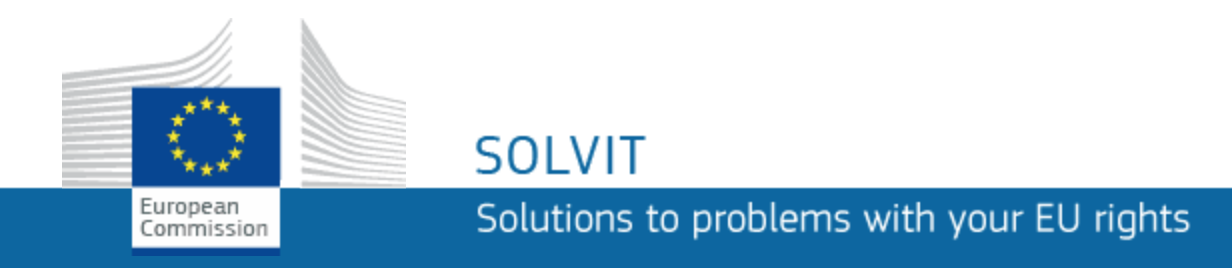 SOLVIT
European
Commission
Solutions to problems with your EU rights